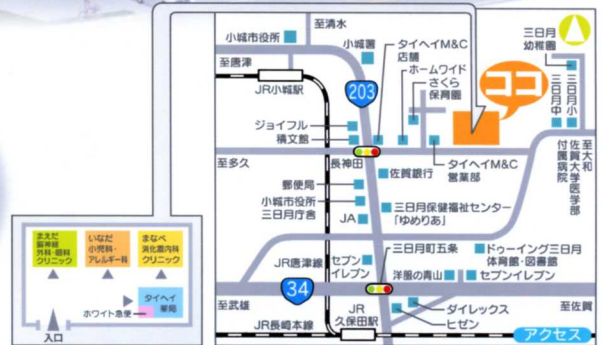 至清水
小城市役所
小城署
タイヘイM&C
店舗
三日月
幼稚園
至唐津
ホームワイド
さくら
保育園
ココ
JR小城駅
203
三日月小
三日月中
ジョイフル
積文館
至多久
長神田
佐賀銀行
タイヘイM&C
営業部
至大和
佐賀大学医学部
付属病院
郵便局
小城市役所
三日月庁舎
三日月保健福祉センター
「ゆめりあ」
JA
まえだ
脳神経
外科・眼科
クリニック
いなだ
小児科・
アレルギー科
まなべ
消化器内科
クリニック
三日月町五条
ドゥーイング三日月
体育館・図書館
JR唐津線
セブン
イレブン
洋服の青山
セブンイレブン
34
タイヘイ
薬局
ホワイト急便
至武雄
至佐賀
JR
久保田駅
ダイレックス
ヒゼン
入口
JR長崎本線
アクセス